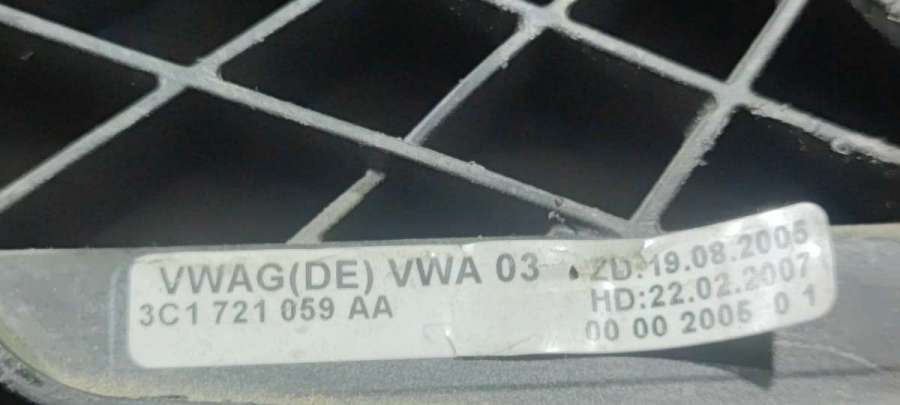 VWAG(DE) VWA 03 ZD:19.08.2005
3C1 721 059 AA HD:22.02.2007
00 00 2005 0 1